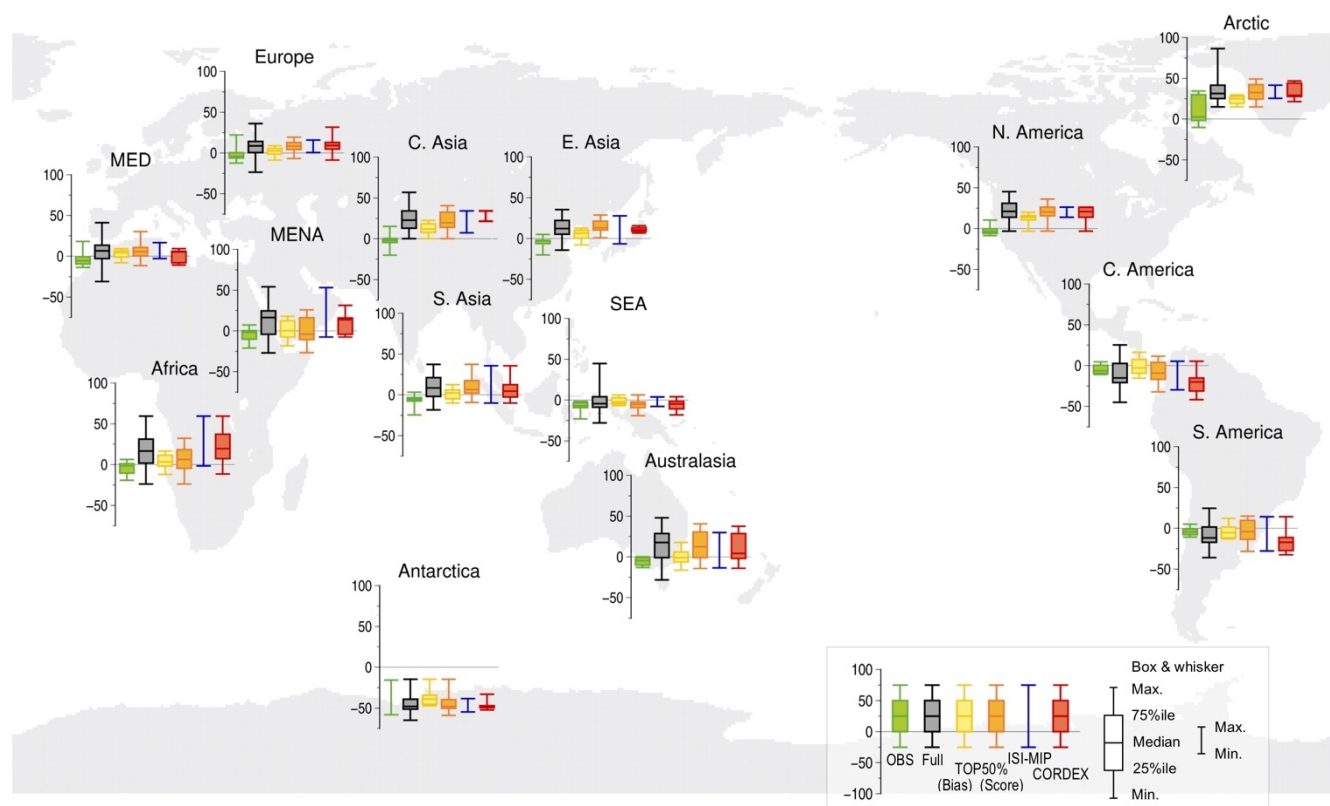 Arctic
100
50
0
−50
Europe
100
50
0
−50
N. America
100
50
0
−50
C. Asia
100
50
0
−50
E. Asia
100
50
0
−50
MED
100
50
0
−50
MENA
100
50
0
−50
C. America
100
50
0
−50
S. Asia
100
50
0
−50
SEA
100
50
0
−50
Africa
100
50
0
−50
S. America
100
50
0
−50
Australasia
100
50
0
−50
Antarctica
100
50
0
−50
100
50
0
−50
−100
OBS
Full
TOP50%
(Bias) (Score)
ISI-MIP
CORDEX
Box & whisker
Max.
75%ile
Median
25%ile
Min.
Max.
Min.